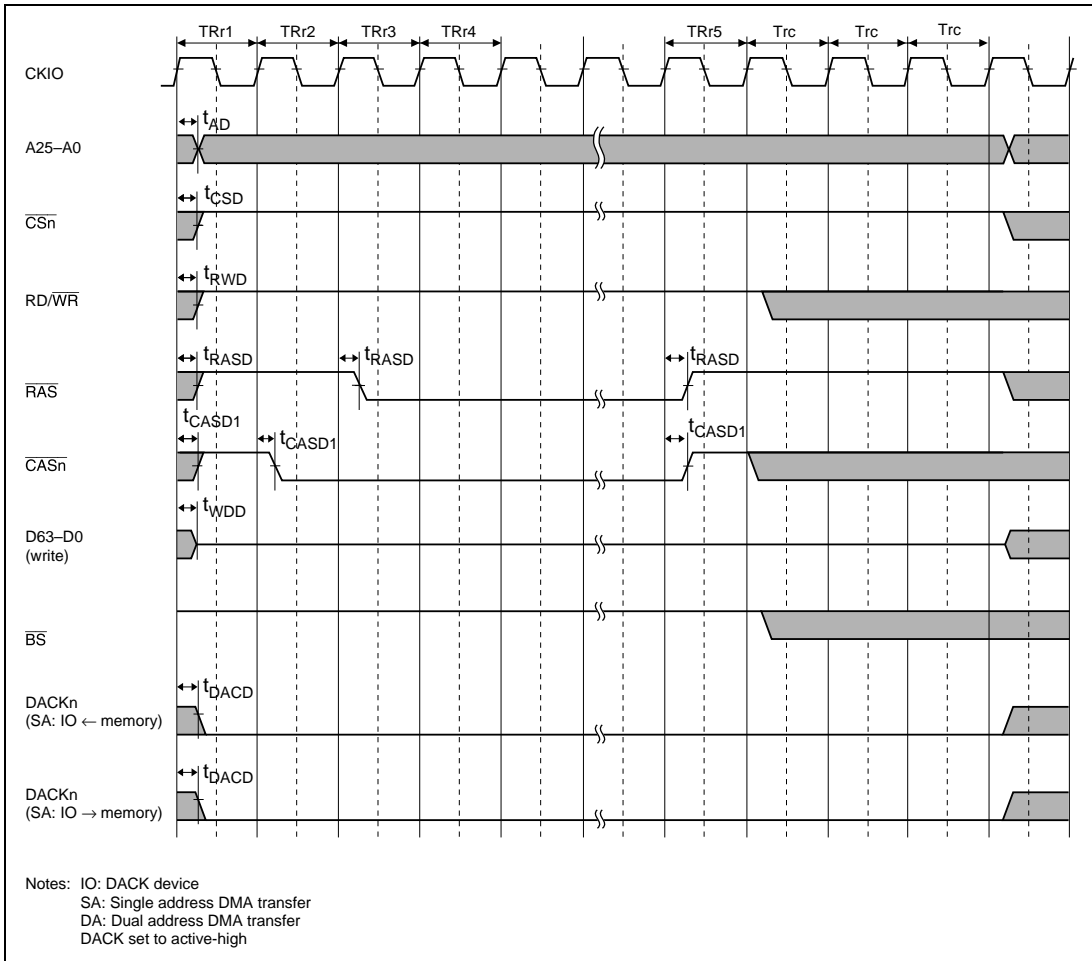 TRr1 TRr2 TRr3 TRr4 TRr5 Trc Trc Trc
CKIO
tAD
A25–A0
tCSD
CSn
tRWD
RD/WR
tRASD tRASD tRASD
RAS
tCASD1 tCASD1 tCASD1
CASn
tWDD
D63–D0
(write)
BS
tDACD
DACKn
(SA: IO ← memory)
tDACD
DACKn
(SA: IO → memory)
Notes: IO: DACK device
SA: Single address DMA transfer
DA: Dual address DMA transfer
DACK set to active-high